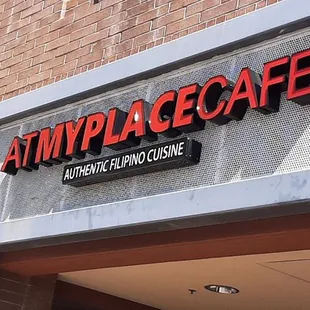 ATMYPLACECAFE
AUTHENTIC FILIPINO CUISINE